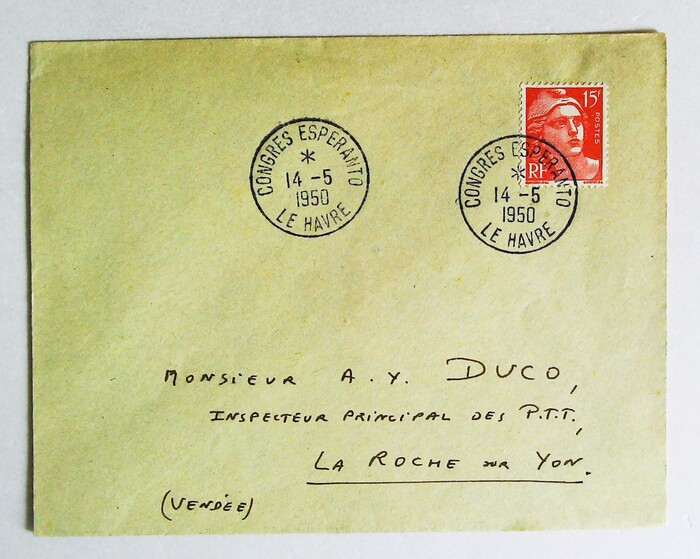 15f
POSTES
RF
CONGRES ESPERANTO
*
14-5
1950
LE HAVRE
CONGRES ESPERANTO
*
14-5
1950
LE HAVRE
MONSIEUR A.Y. DUCO,
INSPECTEUR PRINCIPAL DES P.T.T.,
LA ROCHE sur YON.
(VENDÉE)